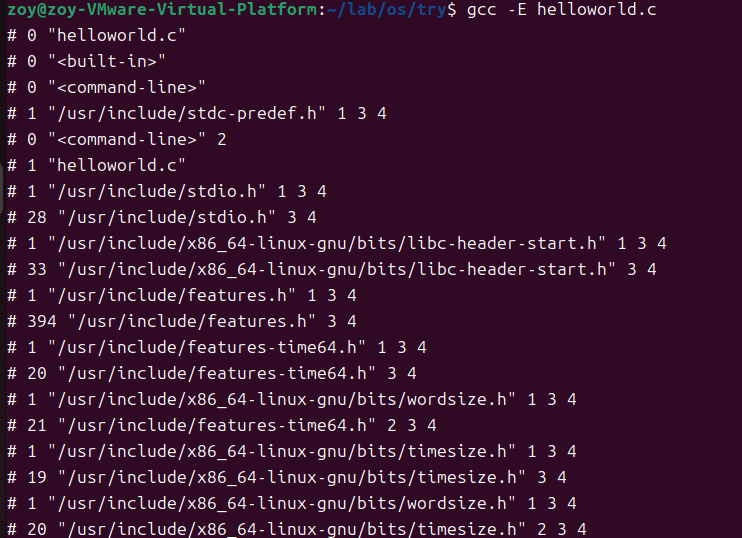 zoy@zoy-VMware-Virtual-Platform:~/lab/os/try$ gcc -E helloworld.c
# 0 "helloworld.c"
# 0 "<built-in>"
# 0 "<command-line>"
# 1 "/usr/include/stdc-predef.h" 1 3 4
# 0 "<command-line>" 2
# 1 "helloworld.c"
# 1 "/usr/include/stdio.h" 1 3 4
# 28 "/usr/include/stdio.h" 3 4
# 1 "/usr/include/x86_64-linux-gnu/bits/libc-header-start.h" 1 3 4
# 33 "/usr/include/x86_64-linux-gnu/bits/libc-header-start.h" 3 4
# 1 "/usr/include/features.h" 1 3 4
# 394 "/usr/include/features.h" 3 4
# 1 "/usr/include/features-time64.h" 1 3 4
# 20 "/usr/include/features-time64.h" 3 4
# 1 "/usr/include/x86_64-linux-gnu/bits/wordsize.h" 1 3 4
# 21 "/usr/include/features-time64.h" 2 3 4
# 1 "/usr/include/x86_64-linux-gnu/bits/timesize.h" 1 3 4
# 19 "/usr/include/x86_64-linux-gnu/bits/timesize.h" 3 4
# 1 "/usr/include/x86_64-linux-gnu/bits/wordsize.h" 1 3 4
# 20 "/usr/include/x86_64-linux-gnu/bits/timesize.h" 2 3 4